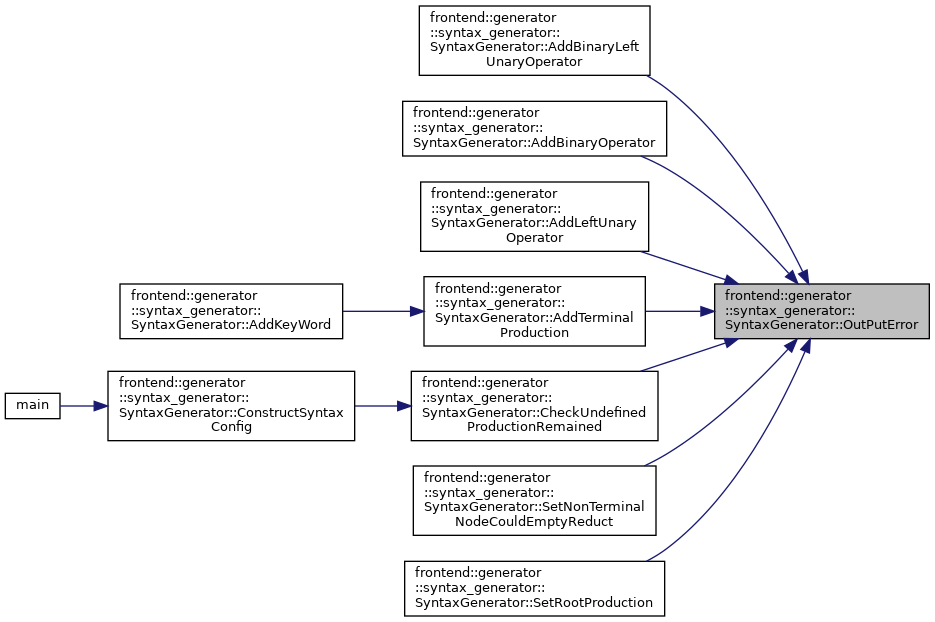 frontend::generator
::syntax_generator::
SyntaxGenerator::AddBinaryLeft
UnaryOperator
frontend::generator
::syntax_generator::
SyntaxGenerator::AddBinaryOperator
frontend::generator
::syntax_generator::
SyntaxGenerator::AddLeftUnary
Operator
frontend::generator
::syntax_generator::
SyntaxGenerator::AddKeyWord
frontend::generator
::syntax_generator::
SyntaxGenerator::AddTerminal
Production
frontend::generator
::syntax_generator::
SyntaxGenerator::OutPutError
main
frontend::generator
::syntax_generator::
SyntaxGenerator::ConstructSyntax
Config
frontend::generator
::syntax_generator::
SyntaxGenerator::CheckUndefined
ProductionRemained
frontend::generator
::syntax_generator::
SyntaxGenerator::SetNonTerminal
NodeCouldEmptyReduct
frontend::generator
::syntax_generator::
SyntaxGenerator::SetRootProduction